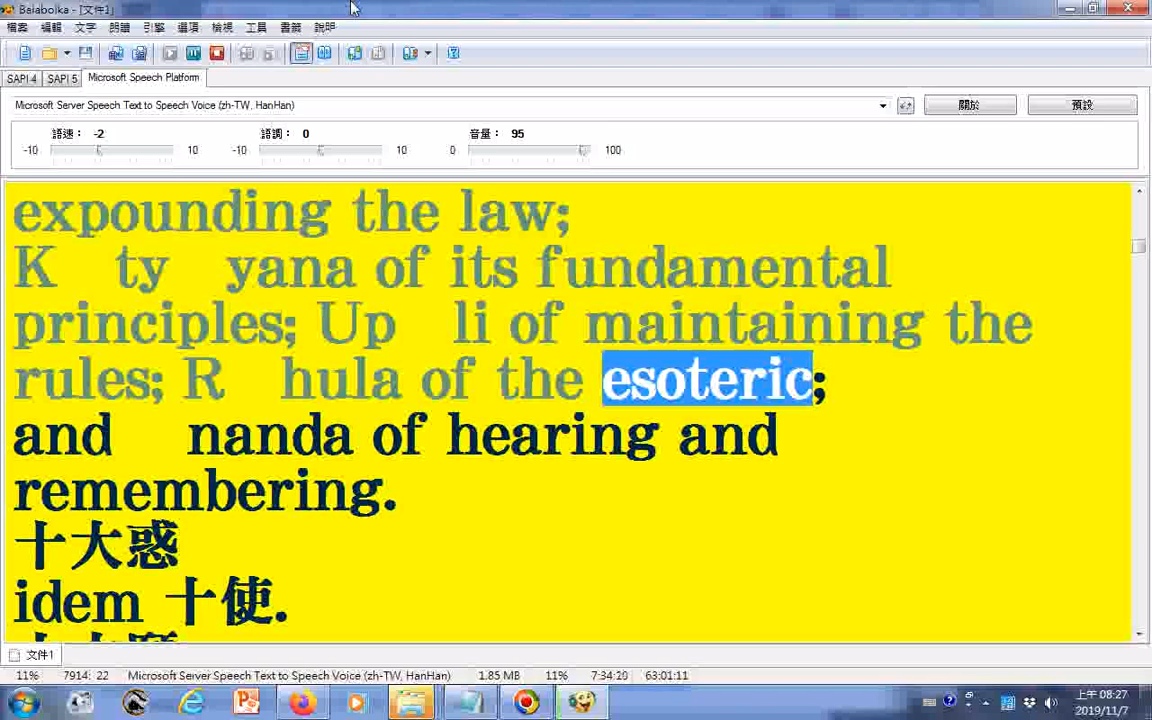 Balabolka - [文件1]
檔案 編輯 文字 朗讀 引擎 選項 檢視 工具 書籤 說明
SAPI 4 SAPI 5 Microsoft Speech Platform
Microsoft Server Speech Text to Speech Voice (zh-TW, HanHan) 關於 預設
語速： -2 語調： 0 音量： 95
-10 10 -10 10 0 100
expounding the law;
K ty yana of its fundamental
principles; Up li of maintaining the
rules; R hula of the esoteric;
and nanda of hearing and
remembering.
十大惑
idem 十使.
十大願
文件1
11% 7914: 22 Microsoft Server Speech Text to Speech Voice (zh-TW, HanHan) 1.85 MB 11% 7:34:20 63:01:11
上午 08:27
2019/11/7